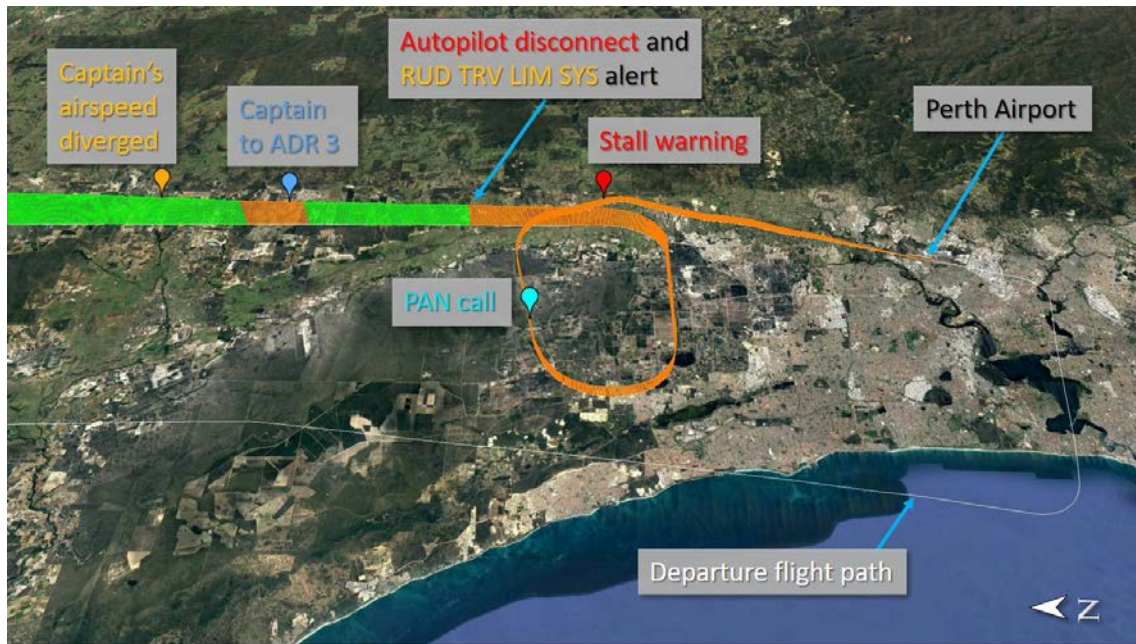 Captain's
airspeed
diverged
Captain
to ADR 3
Autopilot disconnect and
RUD TRV LIM SYS alert
Stall warning
Perth Airport
PAN call
Departure flight path
N